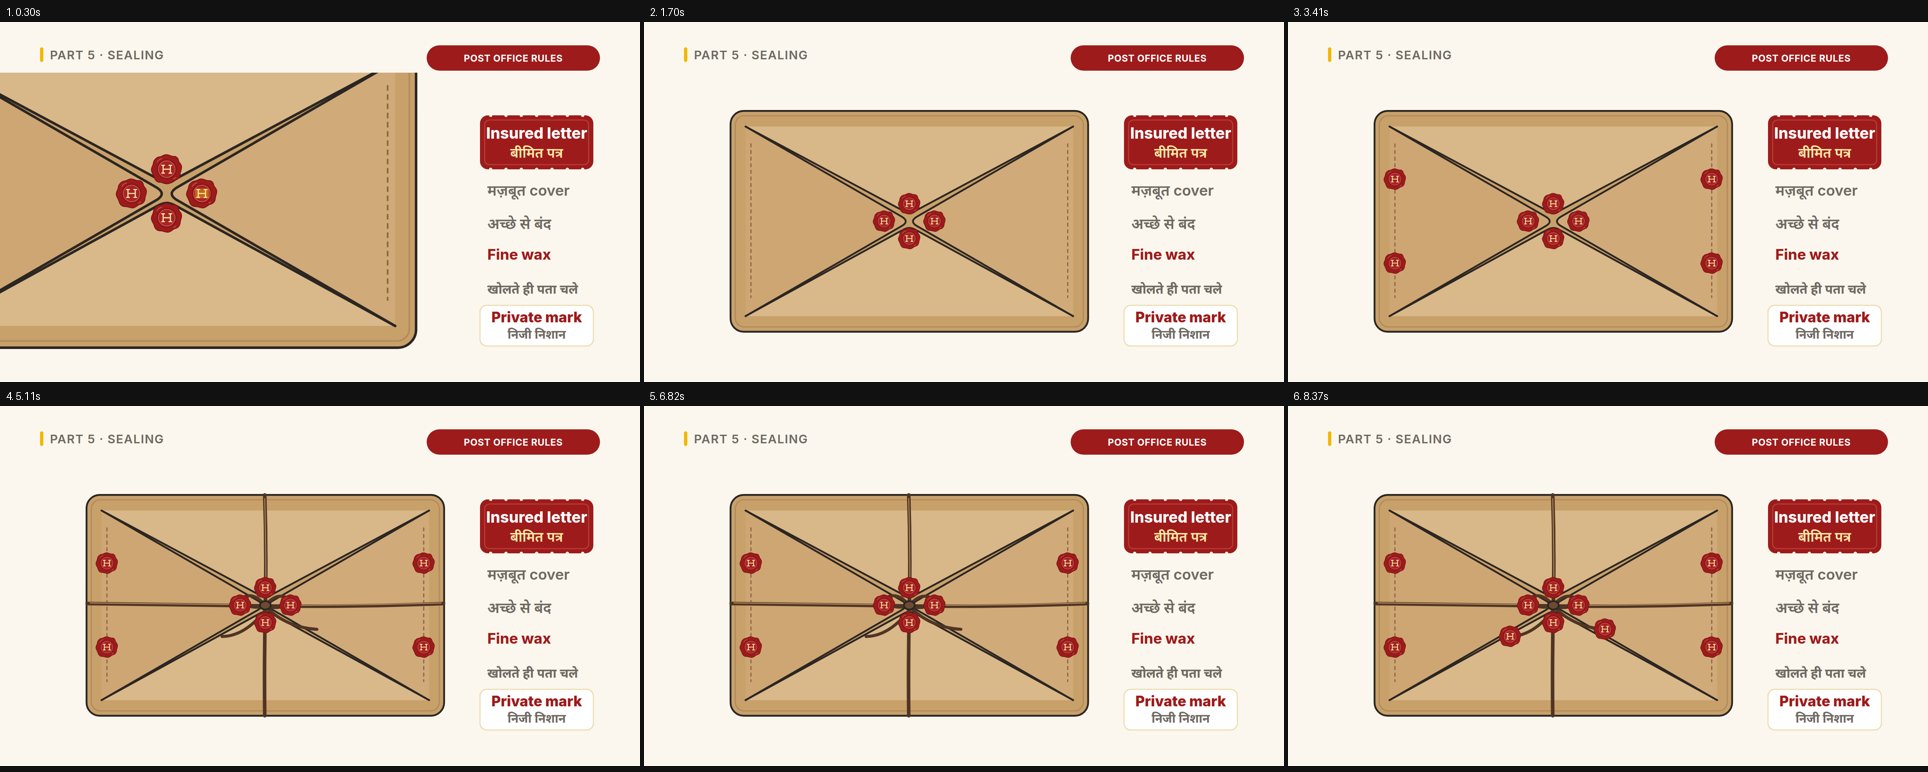 1. 0.30s
PART 5 · SEALING
POST OFFICE RULES
Insured letter
बीमित पत्र
मज़बूत cover
अच्छे से बंद
Fine wax
खोलते ही पता चले
Private mark
निजी निशान
H
H
H
H
2. 1.70s
PART 5 · SEALING
POST OFFICE RULES
Insured letter
बीमित पत्र
मज़बूत cover
अच्छे से बंद
Fine wax
खोलते ही पता चले
Private mark
निजी निशान
H
H
H
H
3. 3.41s
PART 5 · SEALING
POST OFFICE RULES
Insured letter
बीमित पत्र
मज़बूत cover
अच्छे से बंद
Fine wax
खोलते ही पता चले
Private mark
निजी निशान
H
H
H
H
H
H
H
H
4. 5.11s
PART 5 · SEALING
POST OFFICE RULES
Insured letter
बीमित पत्र
मज़बूत cover
अच्छे से बंद
Fine wax
खोलते ही पता चले
Private mark
निजी निशान
H
H
H
H
H
H
H
H
5. 6.82s
PART 5 · SEALING
POST OFFICE RULES
Insured letter
बीमित पत्र
मज़बूत cover
अच्छे से बंद
Fine wax
खोलते ही पता चले
Private mark
निजी निशान
H
H
H
H
H
H
H
H
6. 8.37s
PART 5 · SEALING
POST OFFICE RULES
Insured letter
बीमित पत्र
मज़बूत cover
अच्छे से बंद
Fine wax
खोलते ही पता चले
Private mark
निजी निशान
H
H
H
H
H
H
H
H
H
H